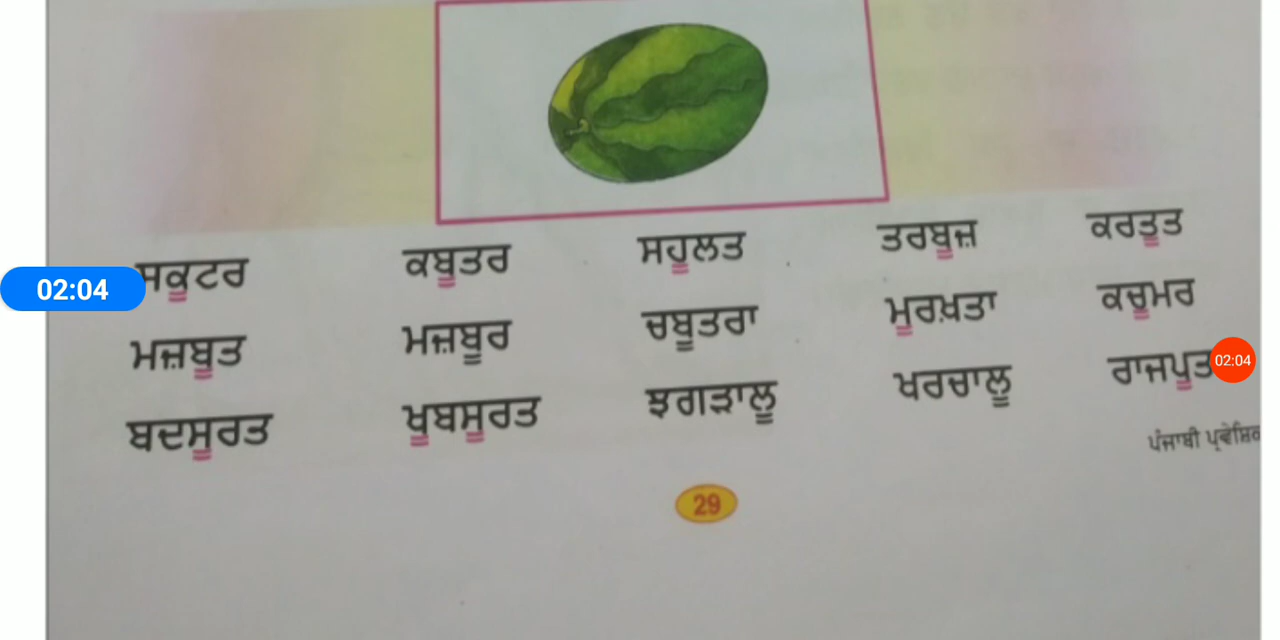 ਸਕੂਟਰ ਕਬੂਤਰ ਸਹੂਲਤ ਤਰਬੂਜ਼ ਕਰਤੂਤ
02:04
ਮਜ਼ਬੂਤ ਮਜ਼ਬੂਰ ਚਬੂਤਰਾ ਮੂਰਖ਼ਤਾ ਕਚੂਮਰ
02:04
ਬਦਸੂਰਤ ਖ਼ੂਬਸੂਰਤ ਝਗੜਾਲੂ ਖਰਚਾਲੂ ਰਾਜਪੂਤ
ਪੰਜਾਬੀ
29